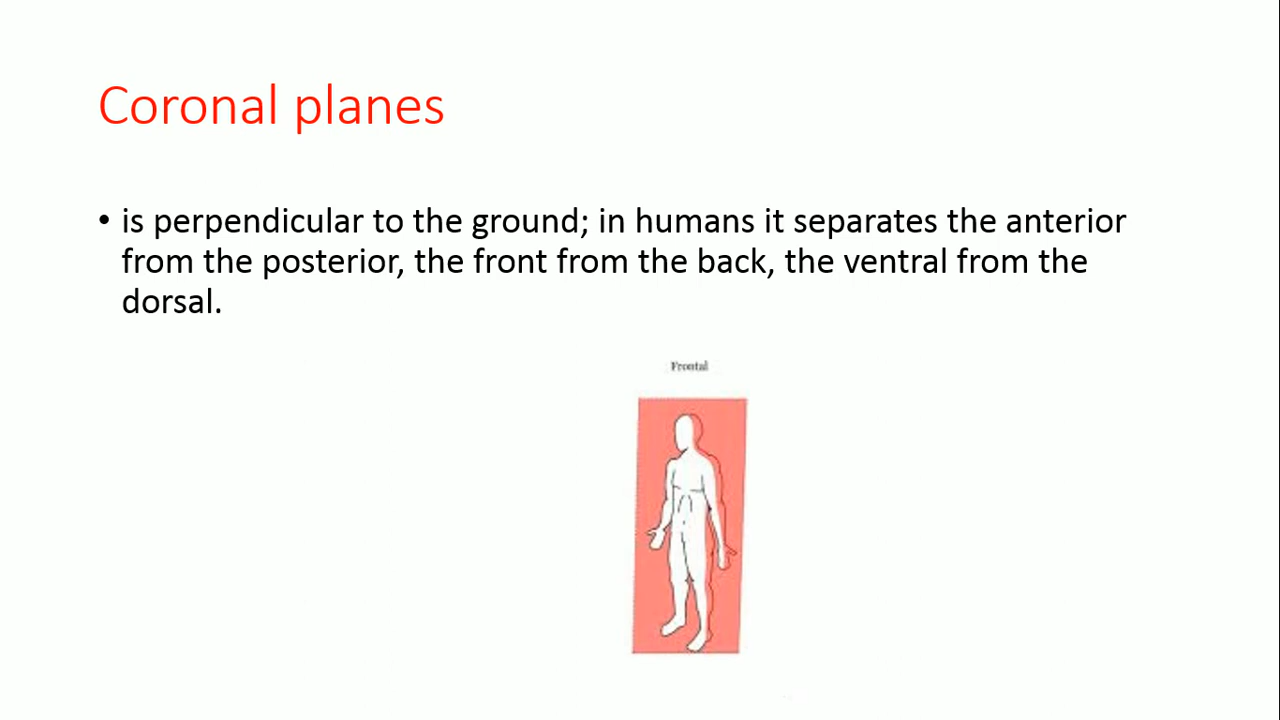 Coronal planes
• is perpendicular to the ground; in humans it separates the anterior
from the posterior, the front from the back, the ventral from the
dorsal.
Frontal